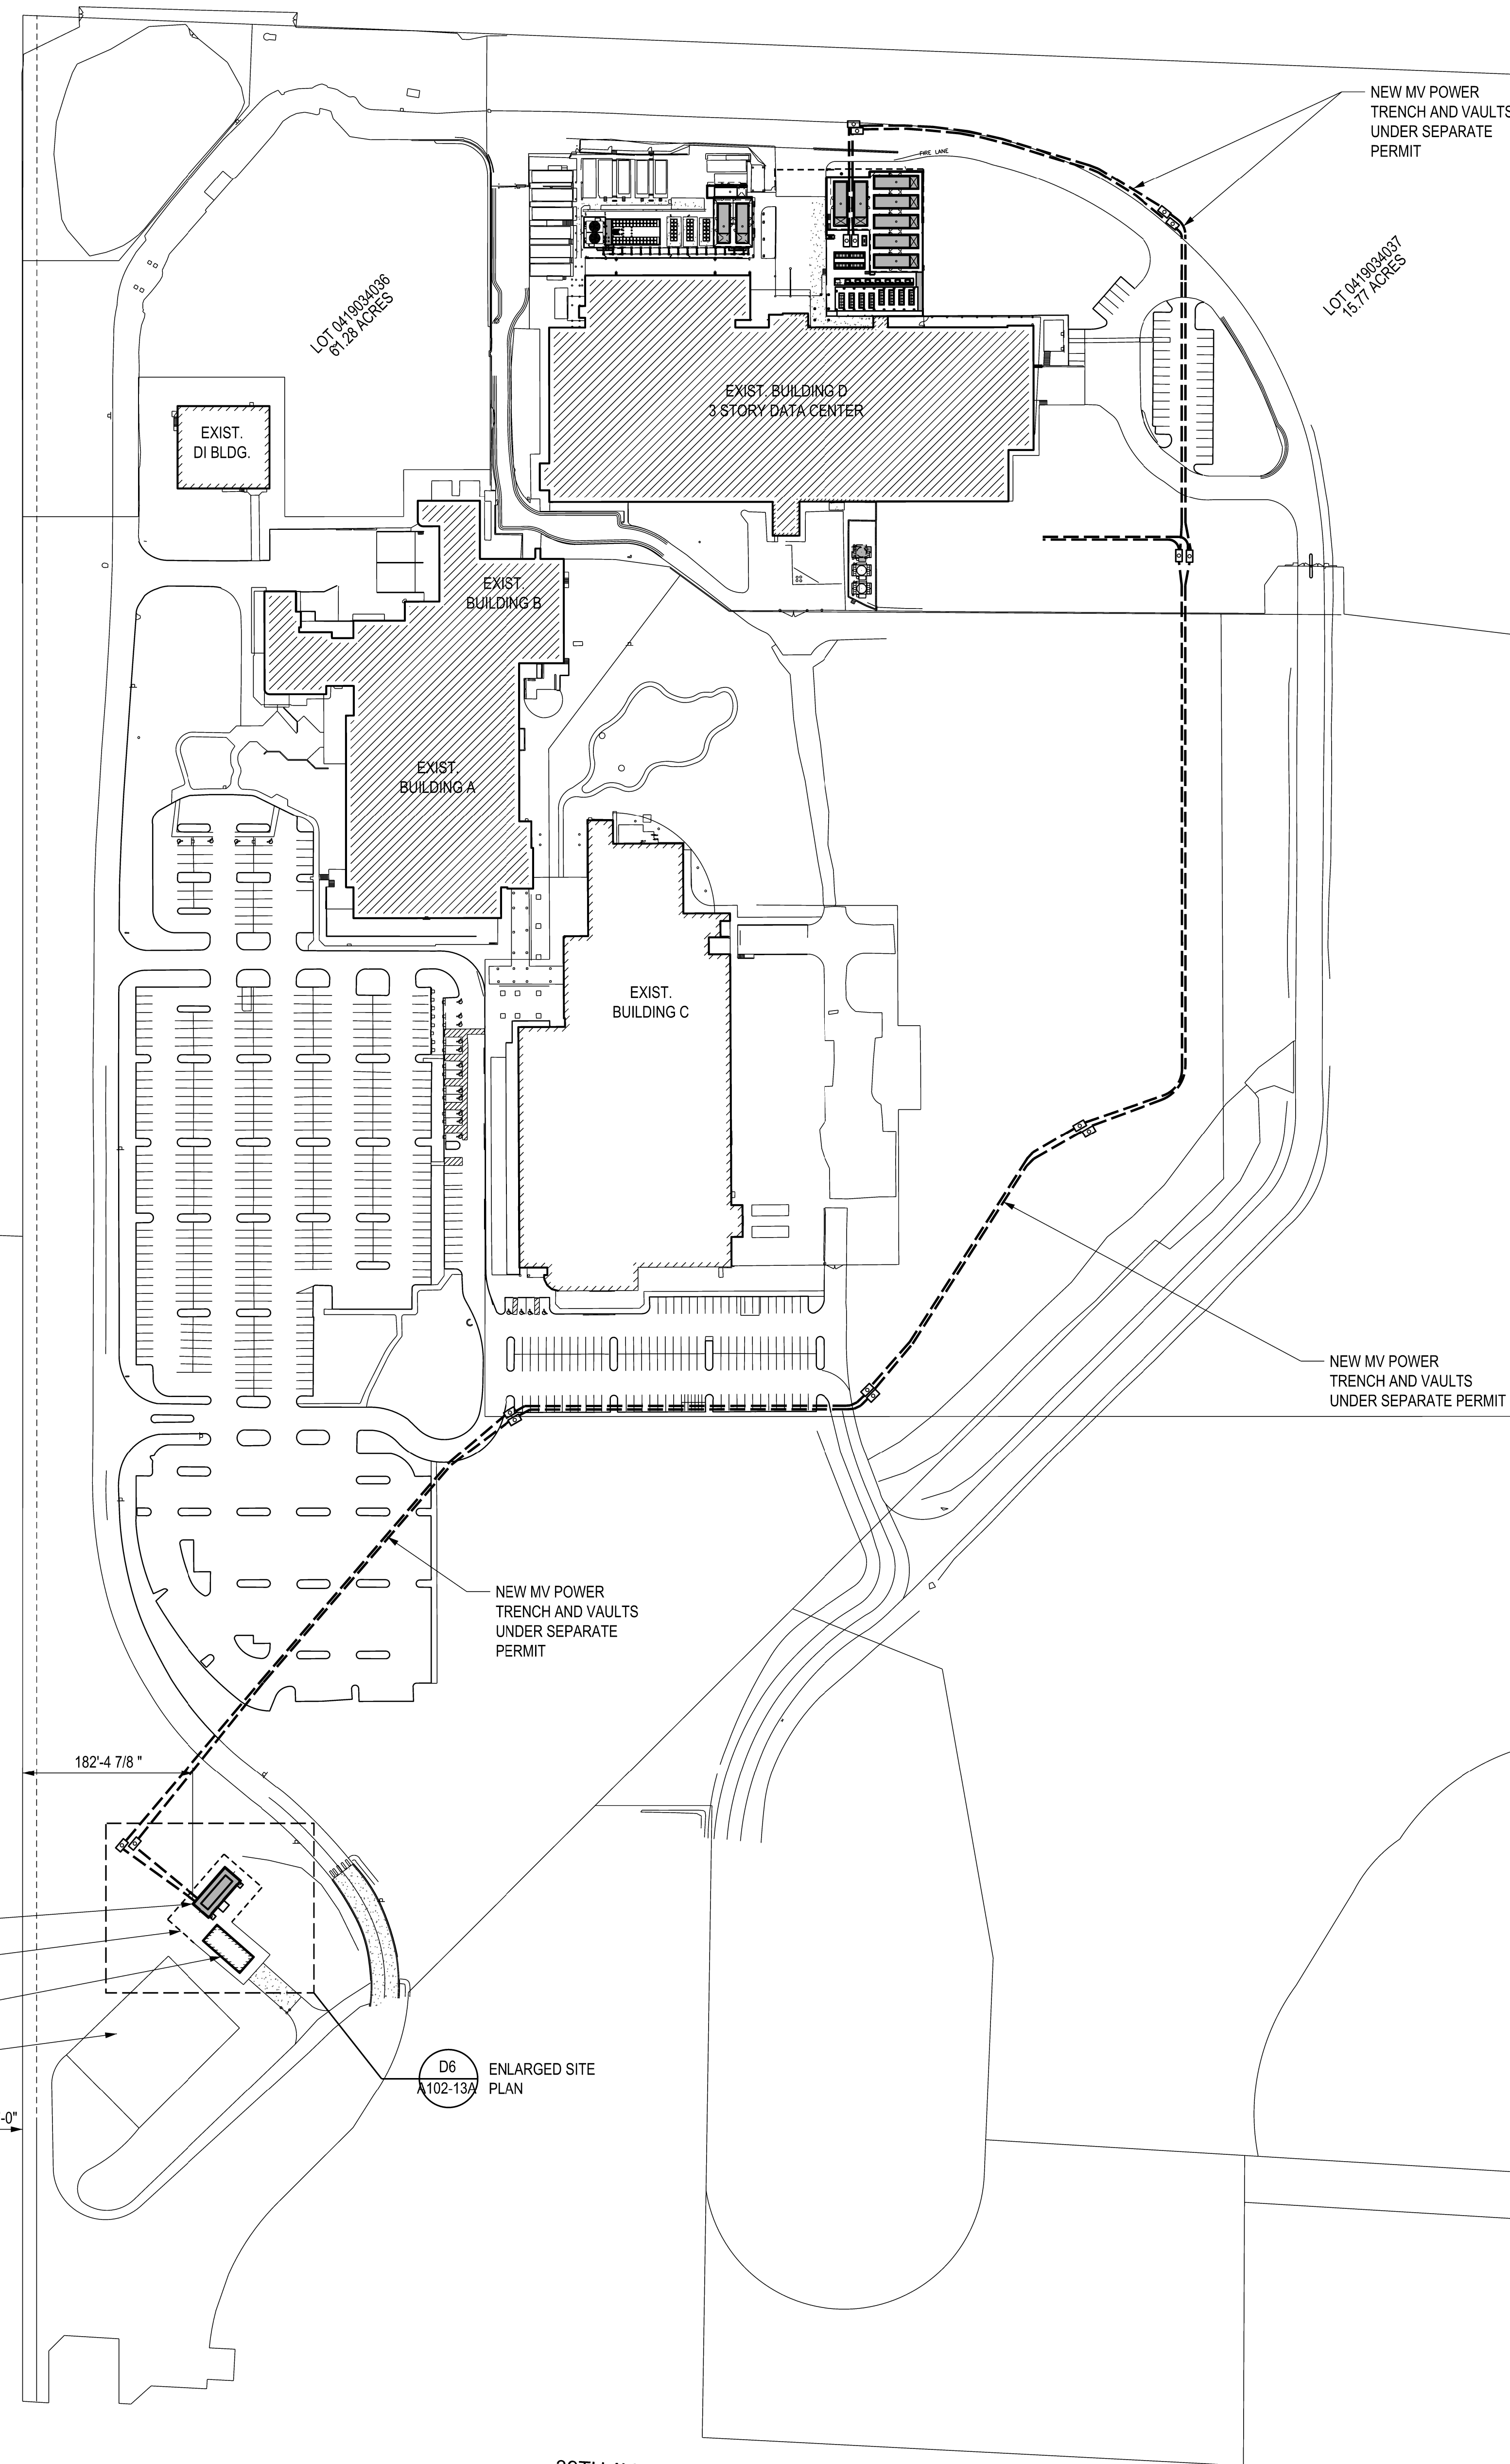 NEW MV POWER
TRENCH AND VAULTS
UNDER SEPARATE
PERMIT
FIRE LANE
LOT 0419034036
61.28 ACRES
LOT 0419034037
15.77 ACRES
EXIST. BUILDING D
3 STORY DATA CENTER
EXIST.
DI BLDG.
EXIST.
BUILDING B
EXIST.
BUILDING A
EXIST.
BUILDING C
NEW MV POWER
TRENCH AND VAULTS
UNDER SEPARATE PERMIT
NEW MV POWER
TRENCH AND VAULTS
UNDER SEPARATE
PERMIT
182'-4 7/8 "
D6
A102-13A
ENLARGED SITE
PLAN
-0"